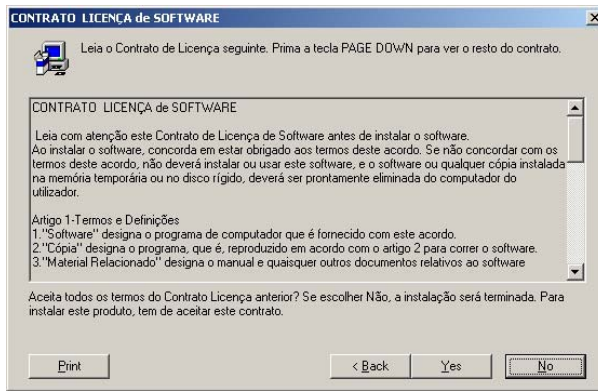 CONTRATO LICENÇA de SOFTWARE
Leia o Contrato de Licença seguinte. Prima a tecla PAGE DOWN para ver o resto do contrato.
CONTRATO LICENÇA de SOFTWARE
Leia com atenção este Contrato de Licença de Software antes de instalar o software.
Ao instalar o software, concorda em estar obrigado aos termos deste acordo. Se não concordar com os
termos deste acordo, não deverá instalar ou usar este software, e o software ou qualquer cópia instalada
na memória temporária ou no disco rígido, deverá ser prontamente eliminada do computador do
utilizador.
Artigo 1-Termos e Definições
1."Software" designa o programa de computador que é fornecido com este acordo.
2."Cópia" designa o programa, que é, reproduzido em acordo com o artigo 2 para correr o software.
3."Material Relacionado" designa o manual e quaisquer outros documentos relativos ao software
Aceita todos os termos do Contrato Licença anterior? Se escolher Não, a instalação será terminada. Para
instalar este produto, tem de aceitar este contrato.
Print
< Back
Yes
No